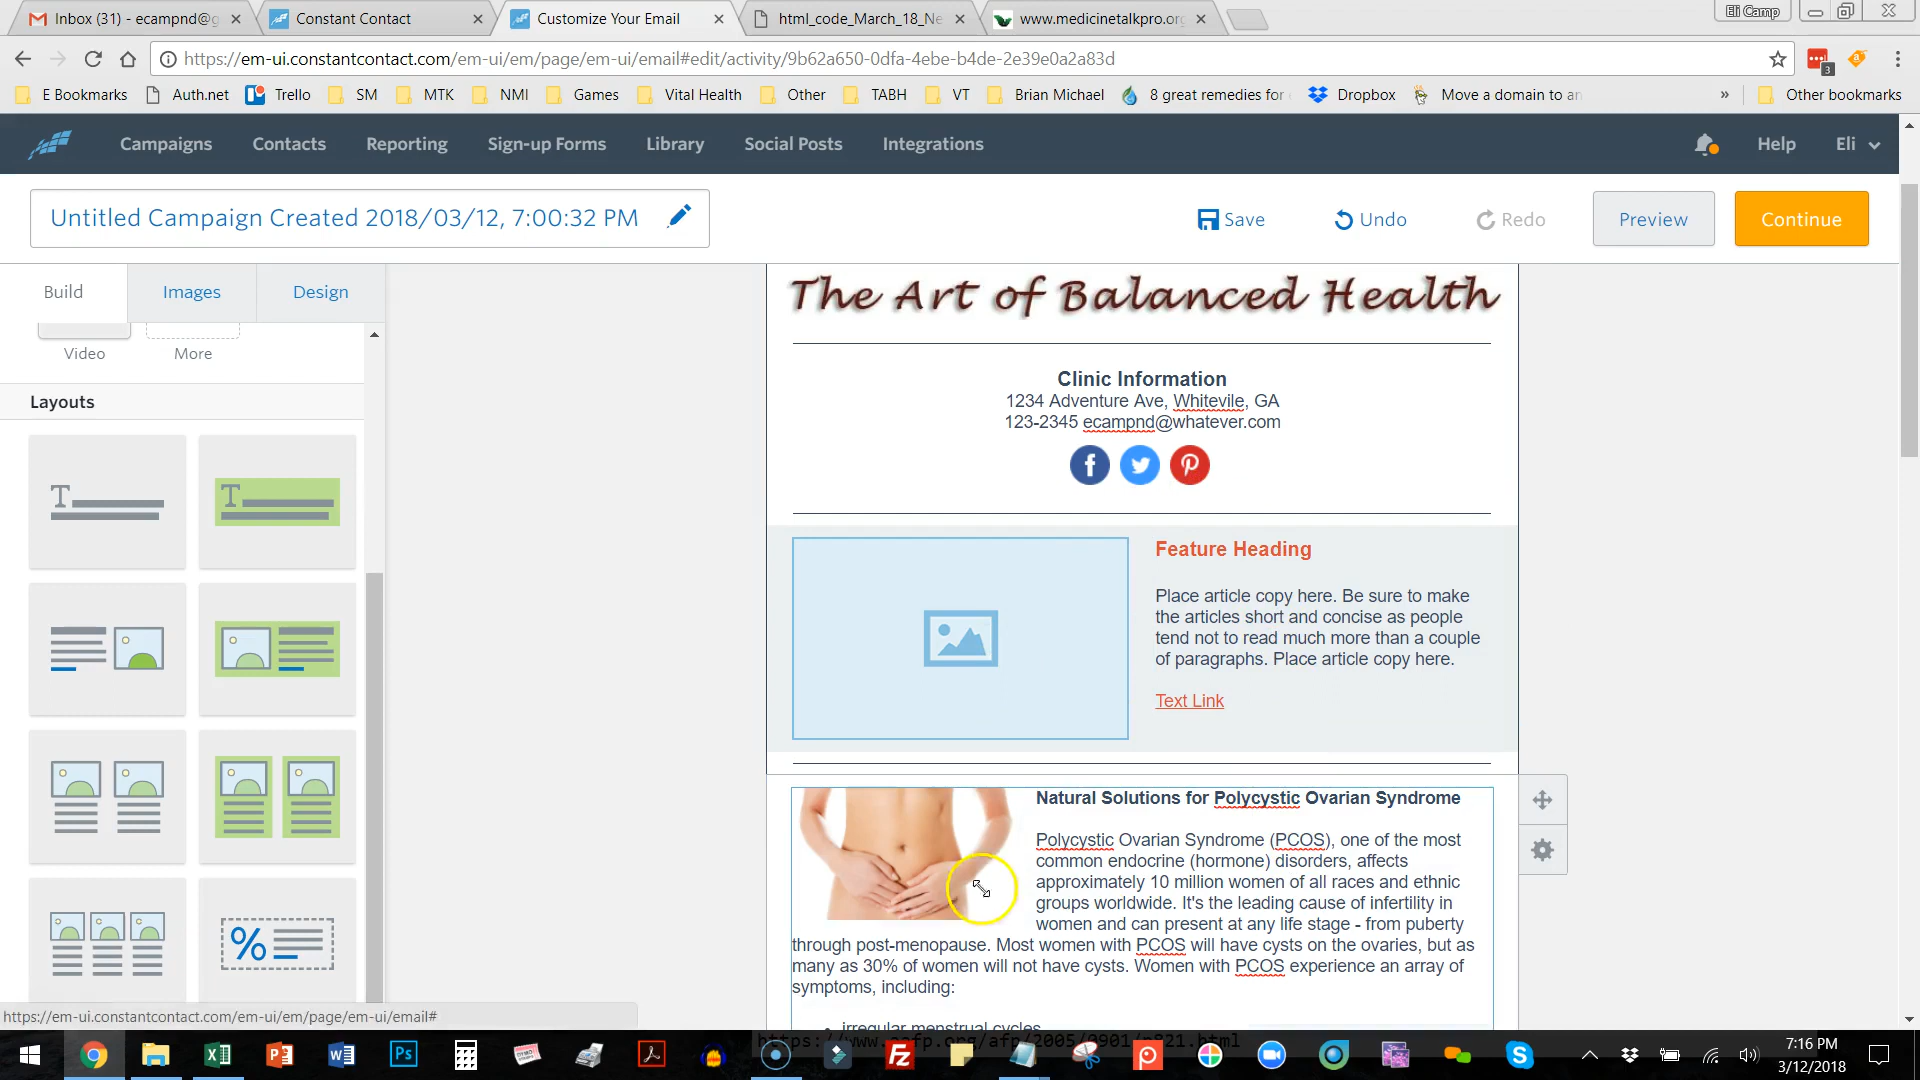 Inbox (31) - ecampnd@g
Constant Contact
Customize Your Email
html_code_March_18_Ne
www.medicinetalkpro.org
Eli Camp
https://em-ui.constantcontact.com/em-ui/em/page/em-ui/email#edit/activity/9b62a650-0dfa-4ebe-b4de-2e39e0a2a83d
3
E Bookmarks
Auth.net
Trello
SM
MTK
NMI
Games
Vital Health
Other
TABH
VT
Brian Michael
8 great remedies for
Dropbox
Move a domain to an
»
Other bookmarks
Campaigns
Contacts
Reporting
Sign-up Forms
Library
Social Posts
Integrations
Help
Eli
Untitled Campaign Created 2018/03/12, 7:00:32 PM
Save
Undo
Redo
Preview
Continue
Build
Images
Design
Video
More
Layouts
The Art of Balanced Health
Clinic Information
1234 Adventure Ave, Whitevile, GA
123-2345 ecampnd@whatever.com
Feature Heading
Place article copy here. Be sure to make
the articles short and concise as people
tend not to read much more than a couple
of paragraphs. Place article copy here.
Text Link
Natural Solutions for Polycystic Ovarian Syndrome
Polycystic Ovarian Syndrome (PCOS), one of the most
common endocrine (hormone) disorders, affects
approximately 10 million women of all races and ethnic
groups worldwide. It's the leading cause of infertility in
women and can present at any life stage - from puberty
through post-menopause. Most women with PCOS will have cysts on the ovaries, but as
many as 30% of women will not have cysts. Women with PCOS experience an array of
symptoms, including:
irregular menstrual cycles
https://em-ui.constantcontact.com/em-ui/em/page/em-ui/email#
7:16 PM
3/12/2018